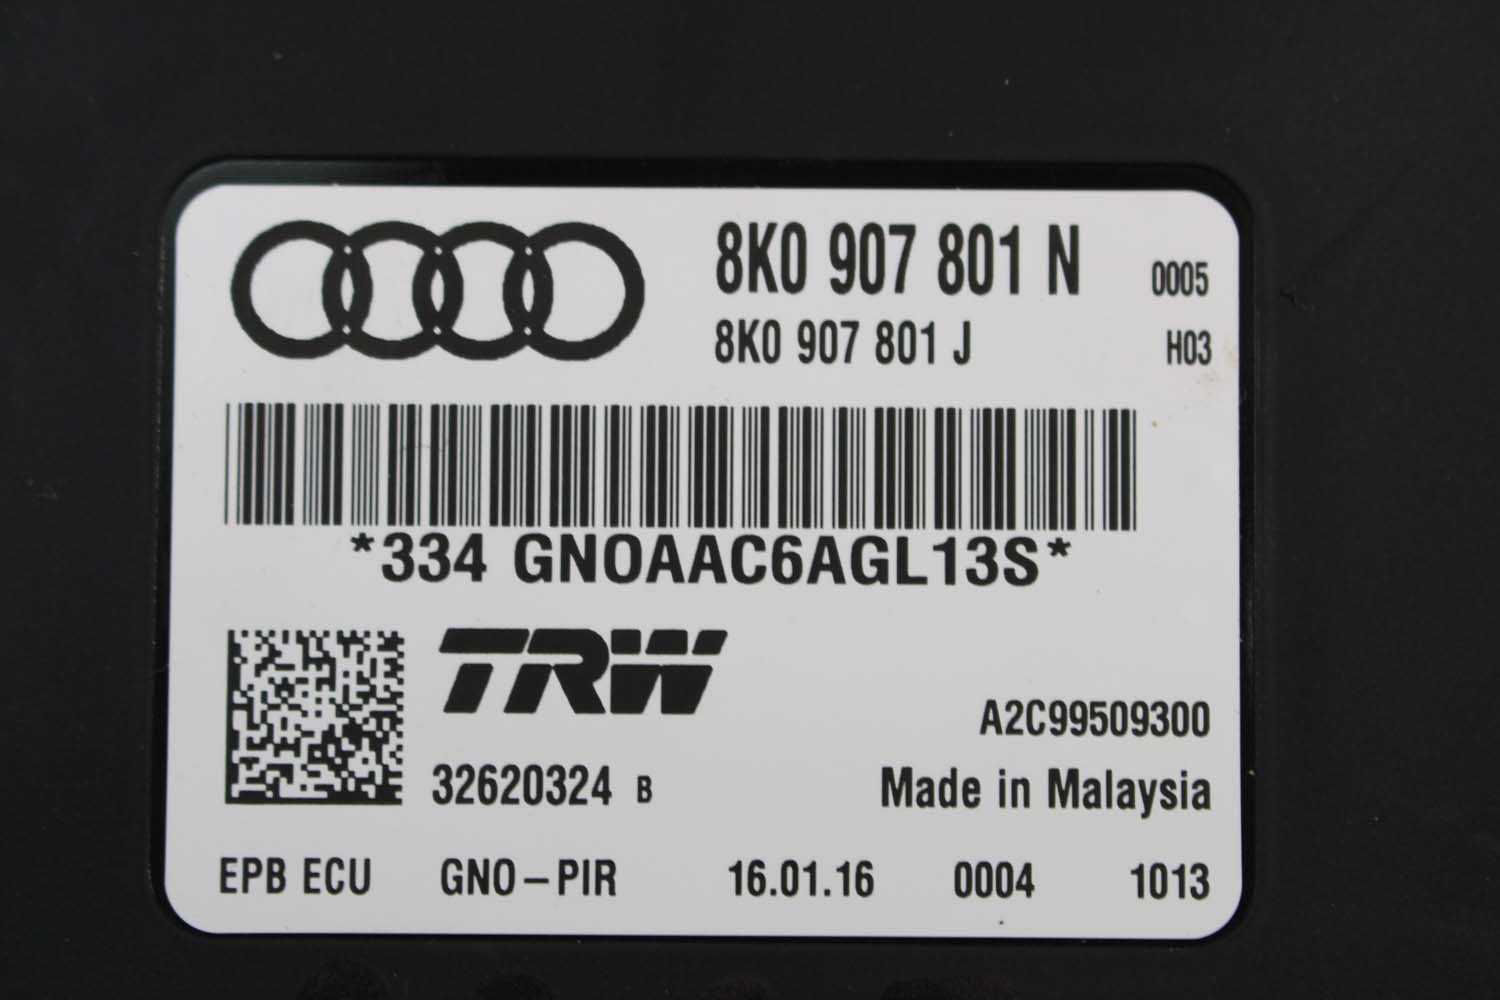 8K0 907 801 N 0005
8K0 907 801 J H03
*334 GNOAAC6AGL13S*
TRW
A2C99509300
32620324 B Made in Malaysia
EPB ECU GNO-PIR 16.01.16 0004 1013